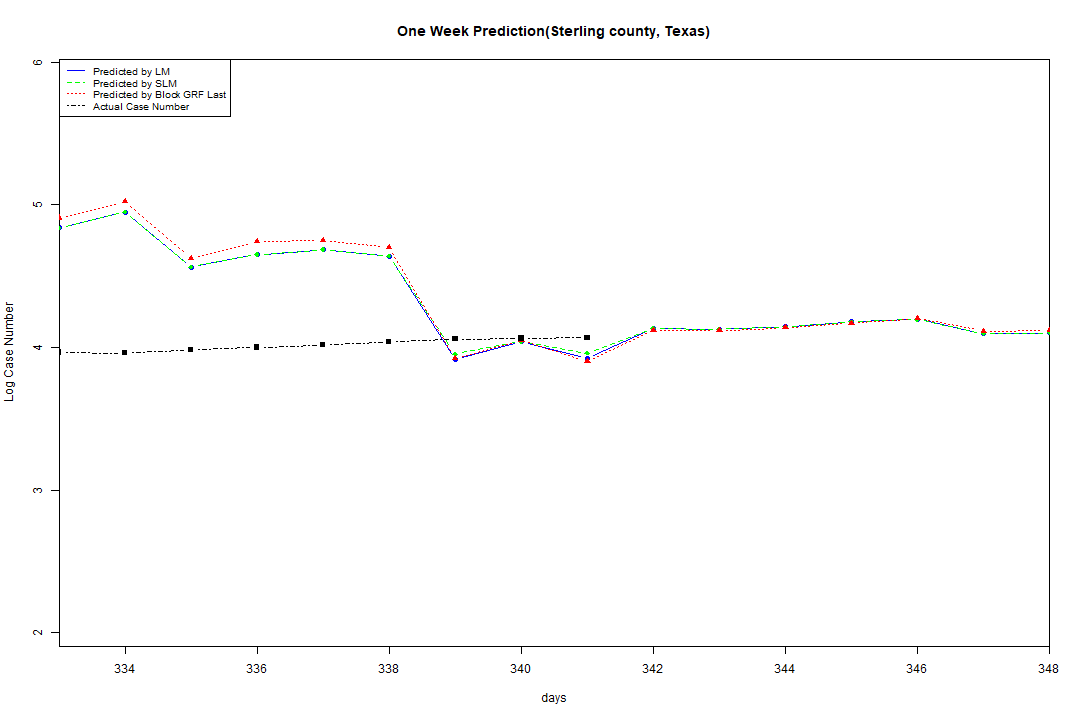 One Week Prediction(Sterling county, Texas)
Predicted by LM
Predicted by SLM
Predicted by Block GRF Last
Actual Case Number
6
5
4
3
2
Log Case Number
334 336 338 340 342 344 346 348
days